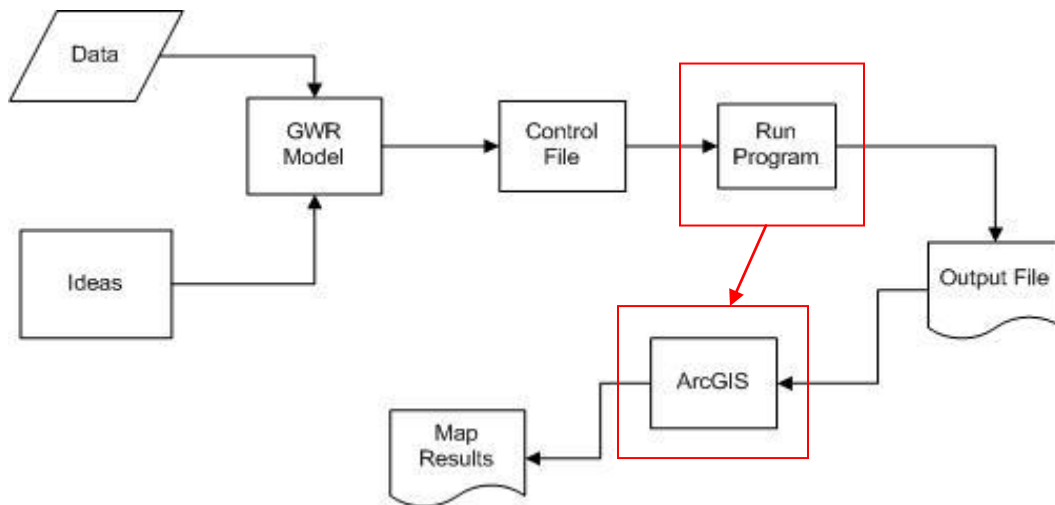 Data
GWR
Model
Control
File
Run
Program
Ideas
Output File
ArcGIS
Map
Results